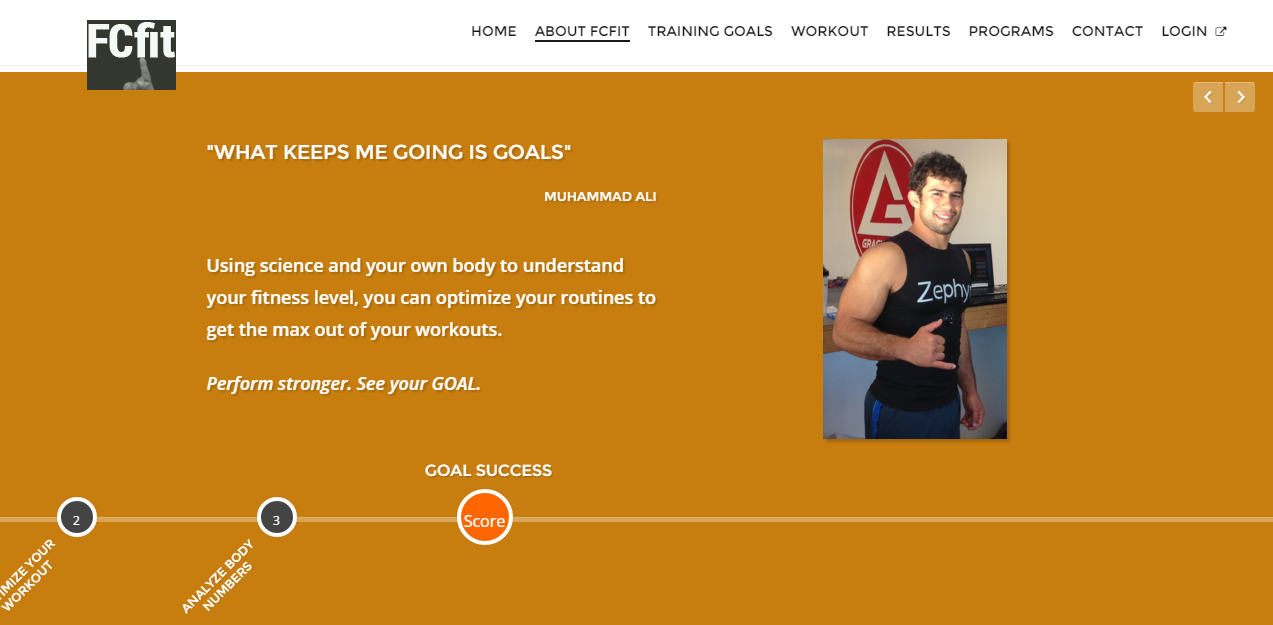 FCfit
HOME ABOUT FCFIT TRAINING GOALS WORKOUT RESULTS PROGRAMS CONTACT LOGIN
"WHAT KEEPS ME GOING IS GOALS"
MUHAMMAD ALI
Using science and your own body to understand
your fitness level, you can optimize your routines to
get the max out of your workouts.
Perform stronger. See your GOAL.
Zephy
GOAL SUCCESS
2
3
Score
YOUR
WORKOUT
ANALYZE BODY
NUMBERS